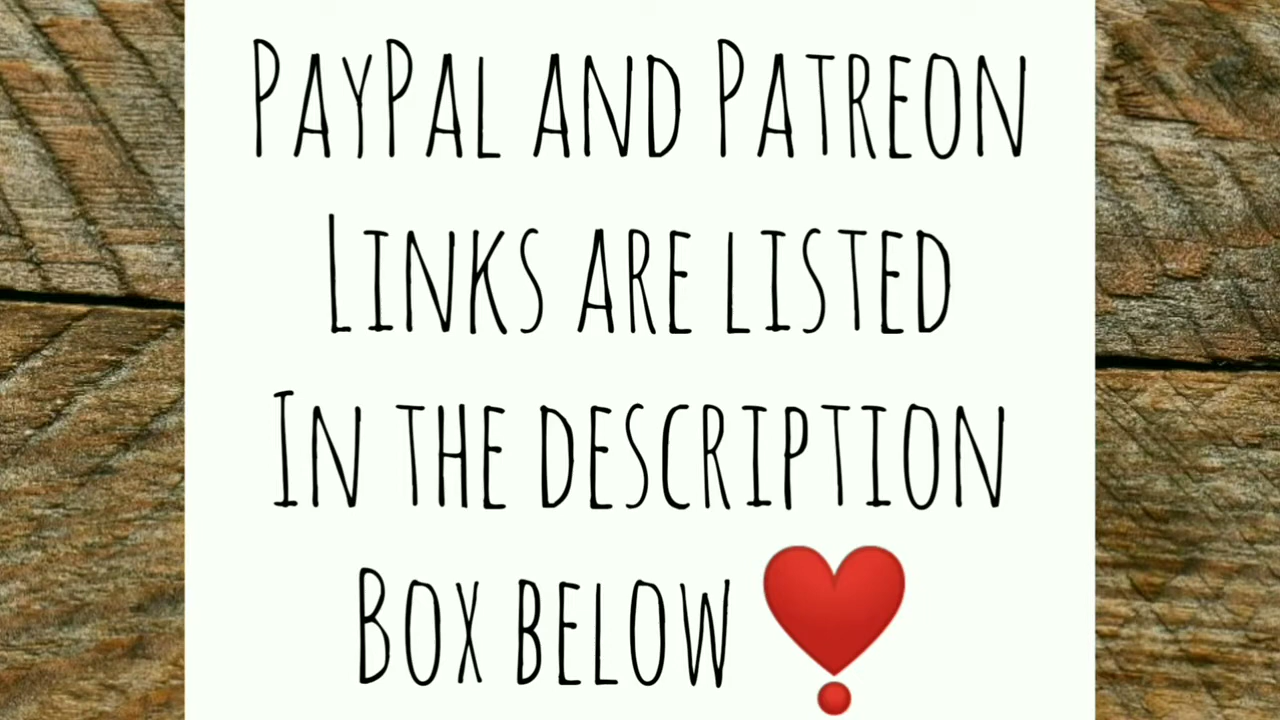 PayPal and Patreon
Links are listed
In the description
Box below ❣